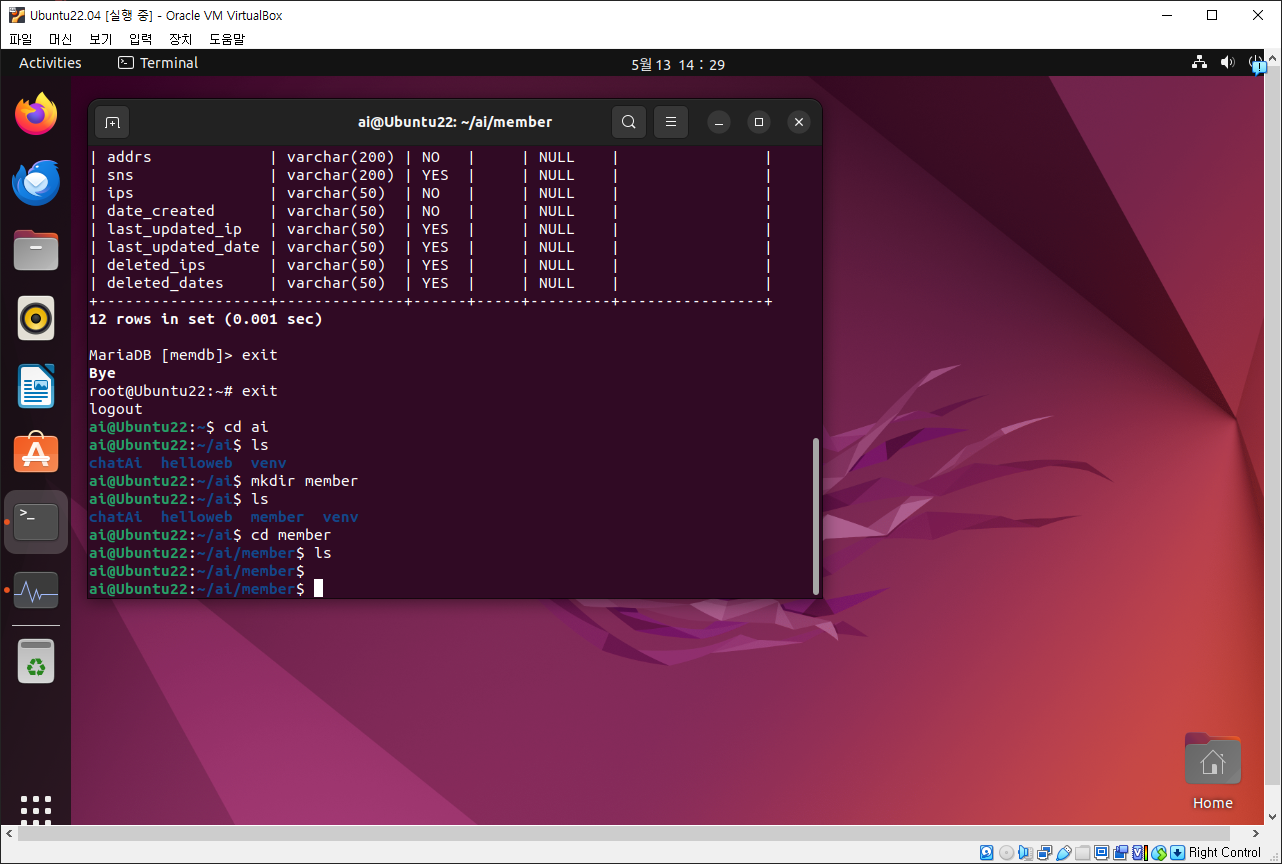 Ubuntu22.04 [실행 중] - Oracle VM VirtualBox
파일 머신 보기 입력 장치 도움말
Activities Terminal 5월 13 14 : 29
ai@Ubuntu22: ~/ai/member
| addrs | varchar(200) | NO | | NULL | |
| sns | varchar(200) | YES | | NULL | |
| ips | varchar(50) | NO | | NULL | |
| date_created | varchar(50) | NO | | NULL | |
| last_updated_ip | varchar(50) | YES | | NULL | |
| last_updated_date | varchar(50) | YES | | NULL | |
| deleted_ips | varchar(50) | YES | | NULL | |
| deleted_dates | varchar(50) | YES | | NULL | |
+-------------------+--------------+------+-----+---------+----------------+
12 rows in set (0.001 sec)
MariaDB [memdb]> exit
Bye
root@Ubuntu22:~# exit
logout
ai@Ubuntu22:~$ cd ai
ai@Ubuntu22:~/ai$ ls
chatAi helloweb venv
ai@Ubuntu22:~/ai$ mkdir member
ai@Ubuntu22:~/ai$ ls
chatAi helloweb member venv
ai@Ubuntu22:~/ai$ cd member
ai@Ubuntu22:~/ai/member$ ls
ai@Ubuntu22:~/ai/member$
ai@Ubuntu22:~/ai/member$
Home
Right Control